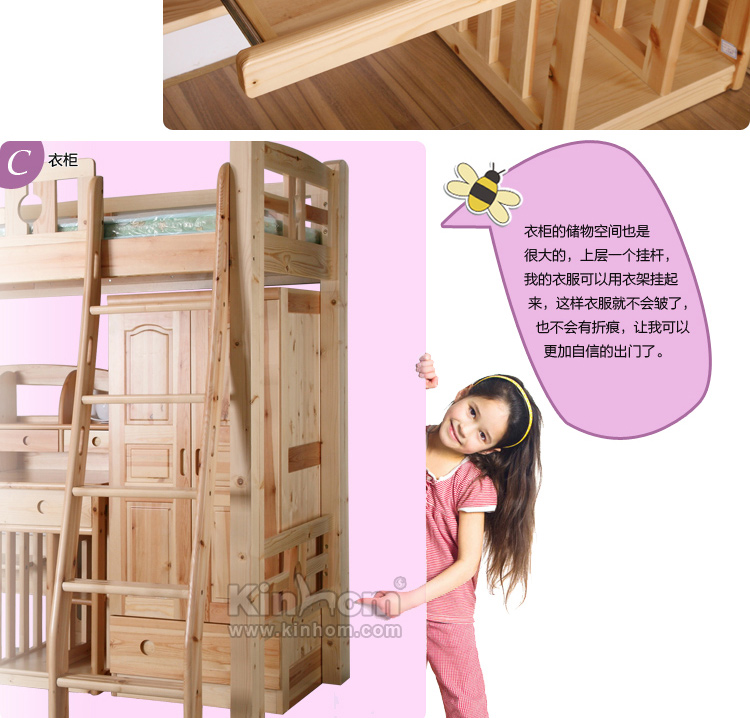 C 衣柜
衣柜的储物空间也是
很大的，上层一个挂杆，
我的衣服可以用衣架挂起
来，这样衣服就不会皱了，
也不会有折痕，让我可以
更加自信的出门了。
Kinhom
www.kinhom.com